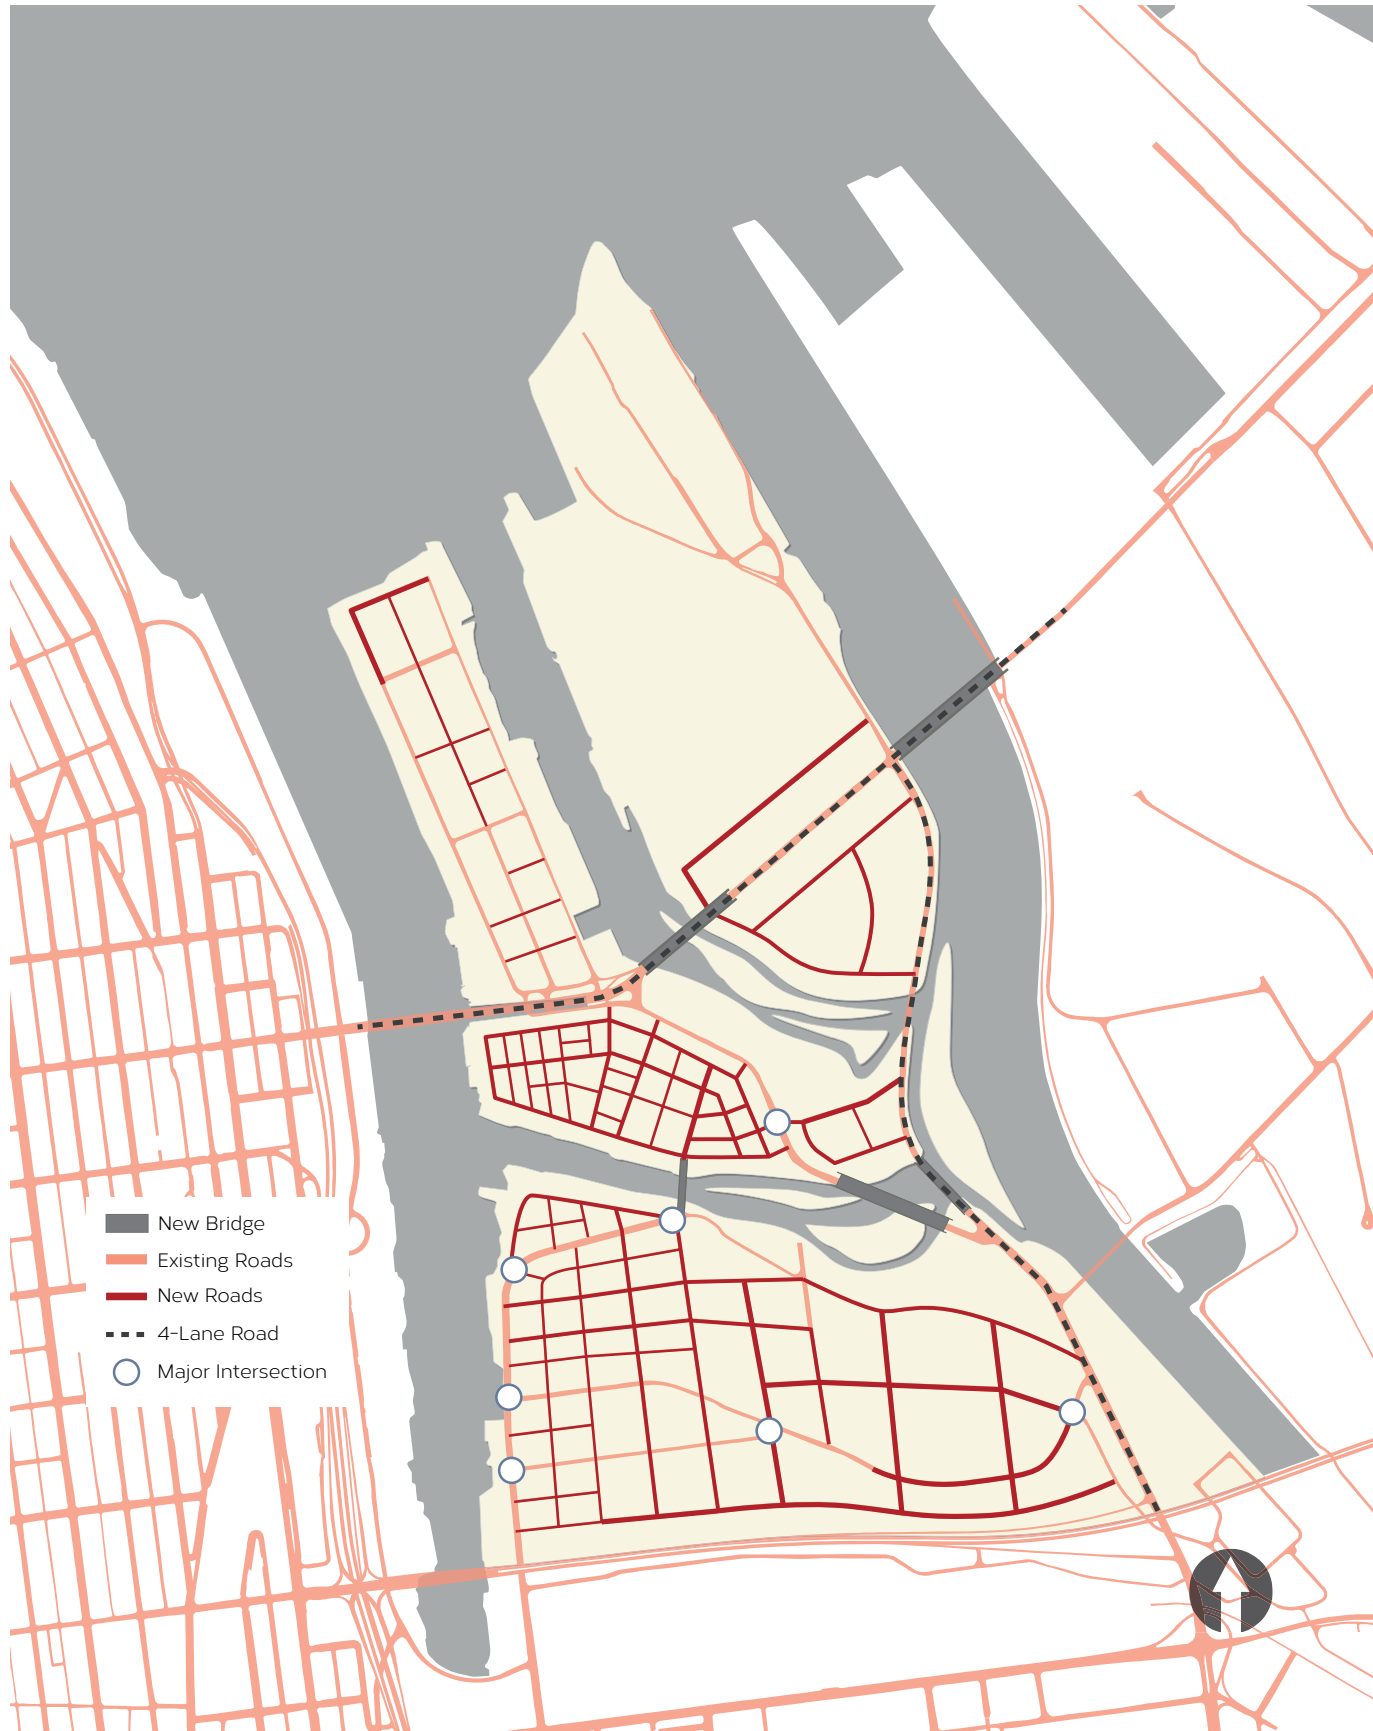 New Bridge
Existing Roads
New Roads
4-Lane Road
Major Intersection